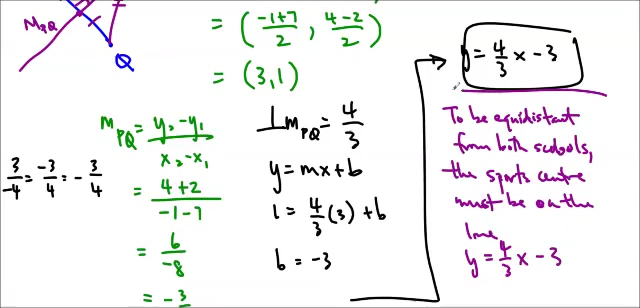 M_PQ
Q
= ((-1+7)/2, (4-2)/2)
= (3,1)
m_PQ = (y₂-y₁)/(x₂-x₁)
= (4+2)/(-1-7)
= 6/-8
= -3
3/-4 = -3/4 = -3/4
⊥m_PQ = 4/3
y=mx+b
1= 4/3 (3) +b
b = -3
y= 4/3 x -3
To be equidistant
from both schools,
the sports centre
must be on the
line
y = 4/3 x -3